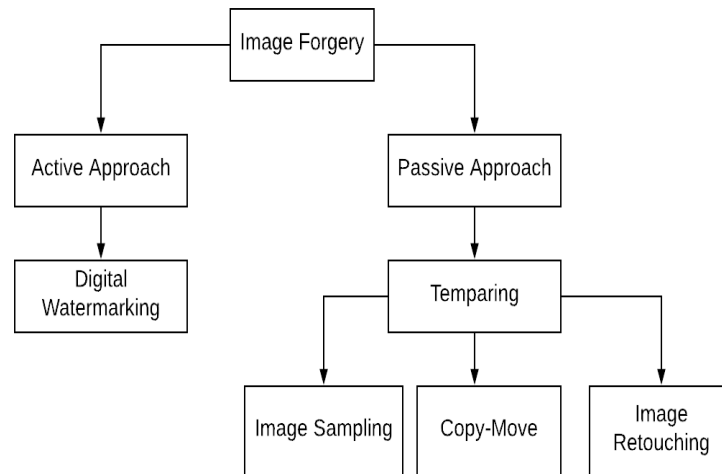 Image Forgery
Active Approach
Passive Approach
Digital
Watermarking
Temparing
Image Sampling
Copy-Move
Image
Retouching